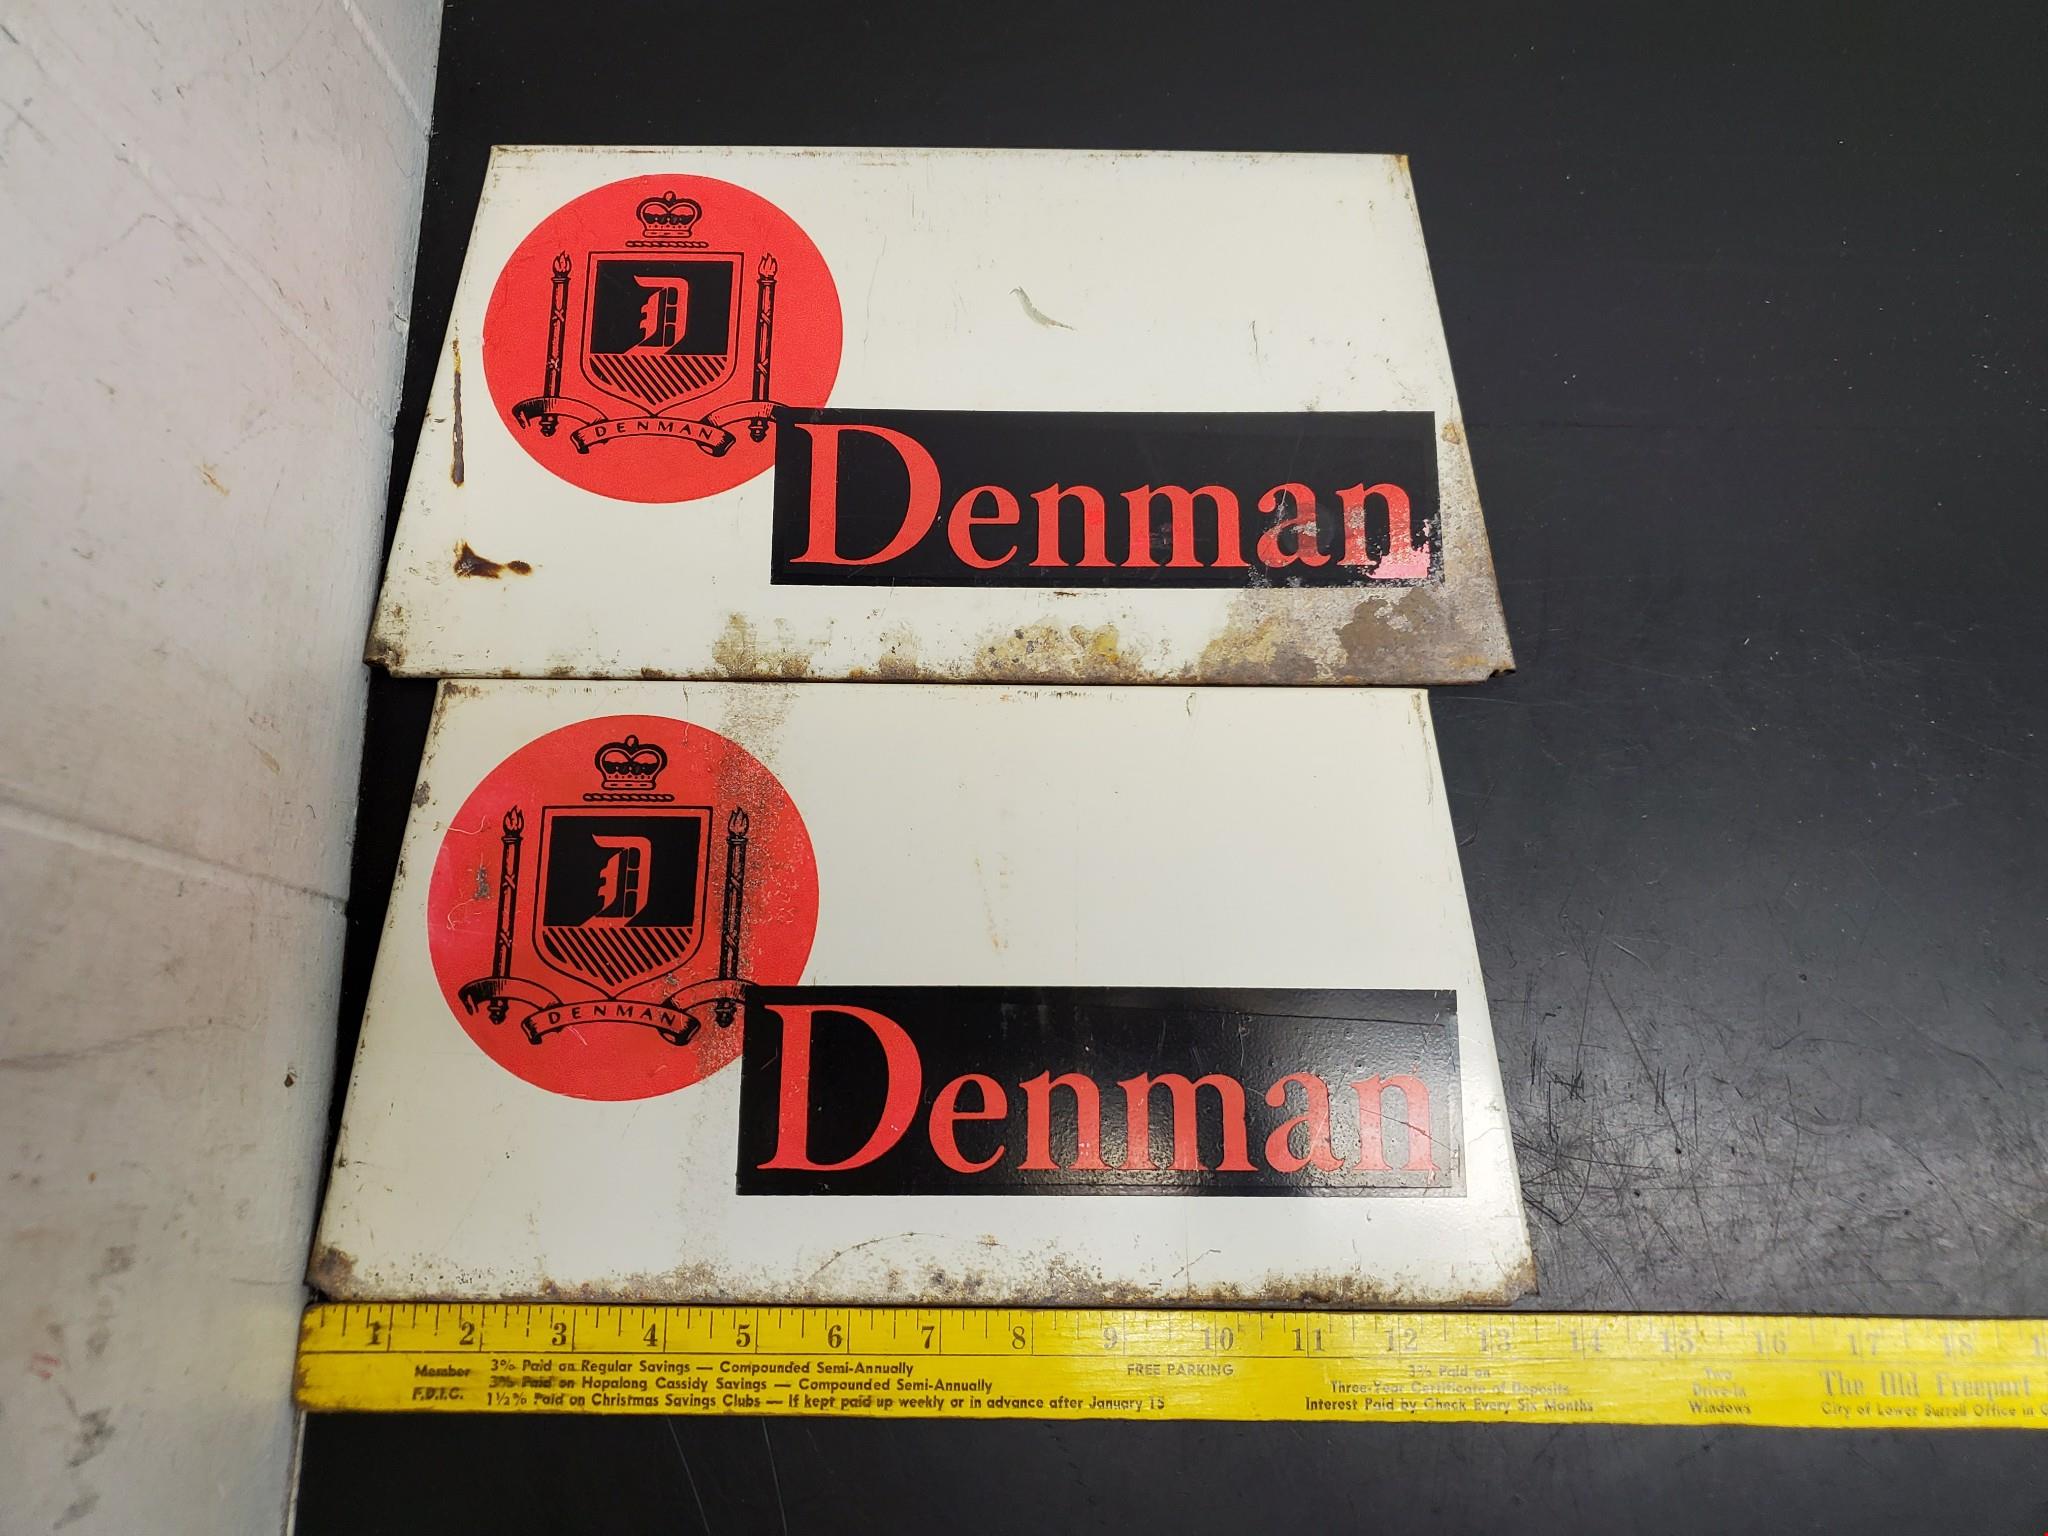 D
DENMAN
Denman
D
DENMAN
Denman
1 2 3 4 5 6 7 8 9 10 11 12 13 14 15 16 17 18
Member
F.D.I.C.
3% Paid on Regular Savings — Compounded Semi-Annually
3% Paid on Hopalong Cassidy Savings — Compounded Semi-Annually
1½% Paid on Christmas Savings Clubs — If kept paid up weekly or in advance after January 15
FREE PARKING
3% Paid on
Three-Year Certificate of Deposits
Interest Paid by Check Every Six Months
Two
Drive-in
Windows
The Old Freeport
City of Lower Burrell Office in